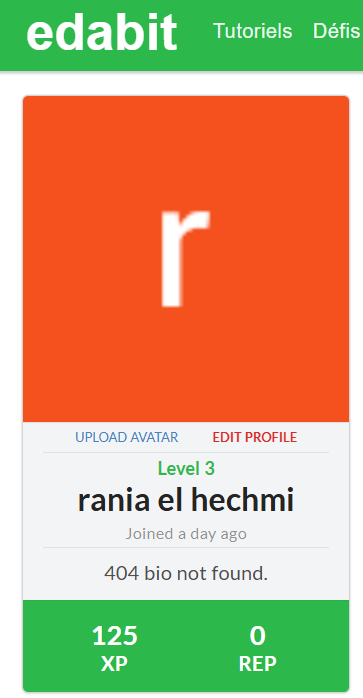 edabit Tutoriels Défis
r
UPLOAD AVATAR EDIT PROFILE
Level 3
rania el hechmi
Joined a day ago
404 bio not found.
125 0
XP REP